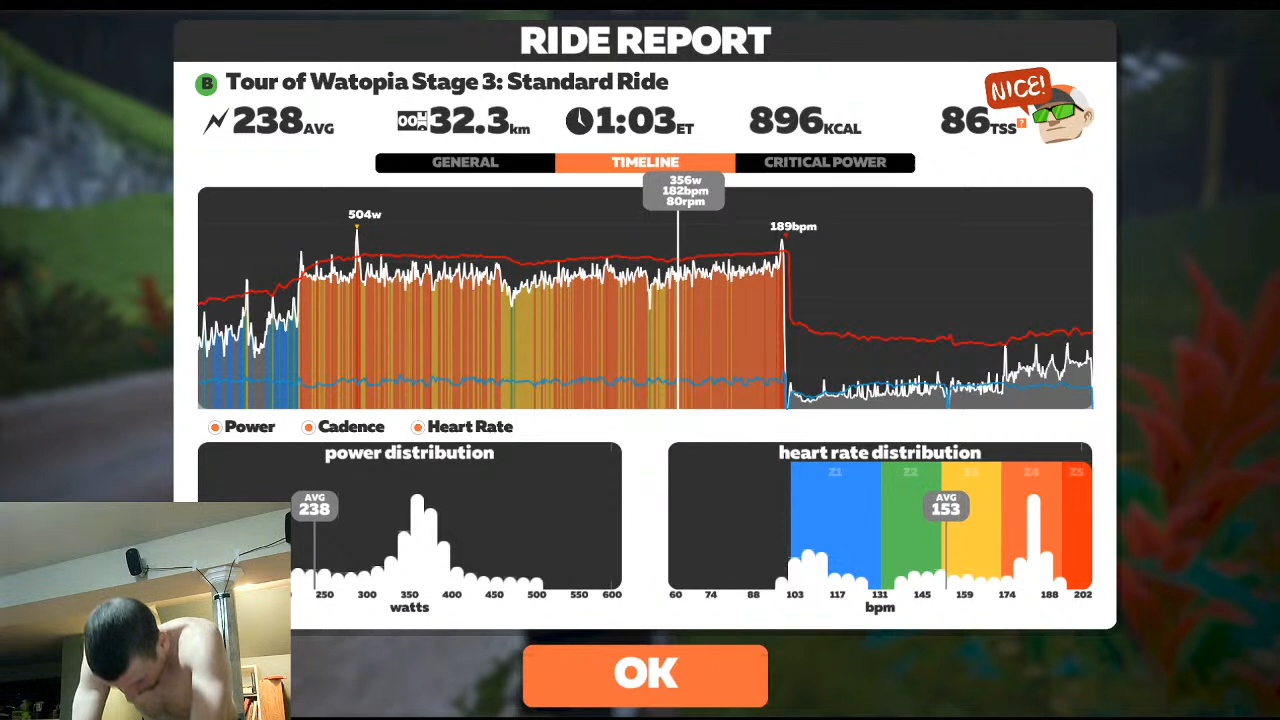 RIDE REPORT
B Tour of Watopia Stage 3: Standard Ride
NICE!
238AVG 32.3km 1:03ET 896KCAL 86TSS ?
GENERAL TIMELINE CRITICAL POWER
356w
182bpm
80rpm
504w
189bpm
Power Cadence Heart Rate
power distribution
AVG
238
250 300 350 400 450 500 550 600
watts
heart rate distribution
Z1 Z2 Z3 Z4 Z5
AVG
153
60 74 88 103 117 131 145 159 174 188 202
bpm
OK